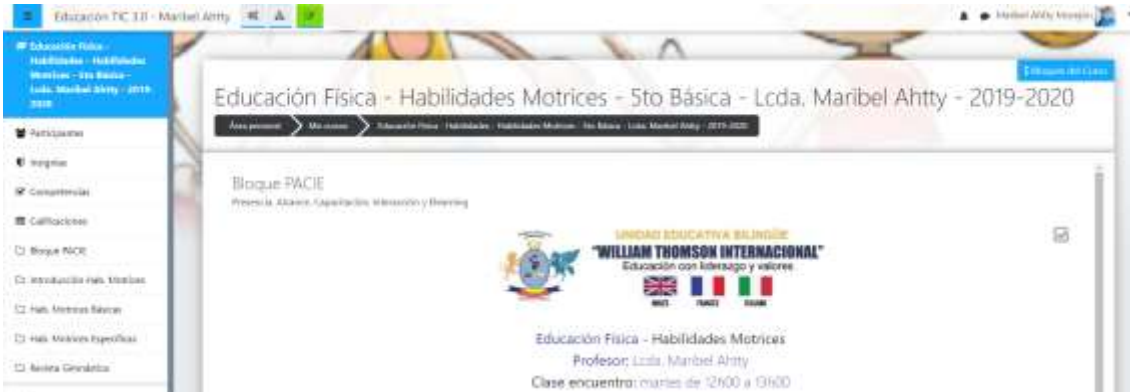 Educación TIC 3.0 - Maribel Ahtty
Maribel Ahtty
Educación Física -
Habilidades - Habilidades
Motrices - 5to Básica -
Lcda. Maribel Ahtty - 2019-
2020
Participantes
Insignias
Competencias
Calificaciones
Bloque PACIE
Introducción Hab. Motrices
Hab. Motrices Básicas
Hab. Motrices Específicas
Revista Gimnástica
Bloques del Curso
Educación Física - Habilidades Motrices - 5to Básica - Lcda. Maribel Ahtty - 2019-2020
Área personal
Mis cursos
Educación Física - Habilidades - Habilidades Motrices - 5to Básica - Lcda. Maribel Ahtty - 2019-2020
Bloque PACIE
Presencia, Alcance, Capacitación, Interacción y Elearning
UNIDAD EDUCATIVA BILINGÜE
"WILLIAM THOMSON INTERNACIONAL"
Educación con liderazgo y valores
Educación Física - Habilidades Motrices
Profesor: Lcda. Maribel Ahtty
Clase encuentro: martes de 12h00 a 13h00